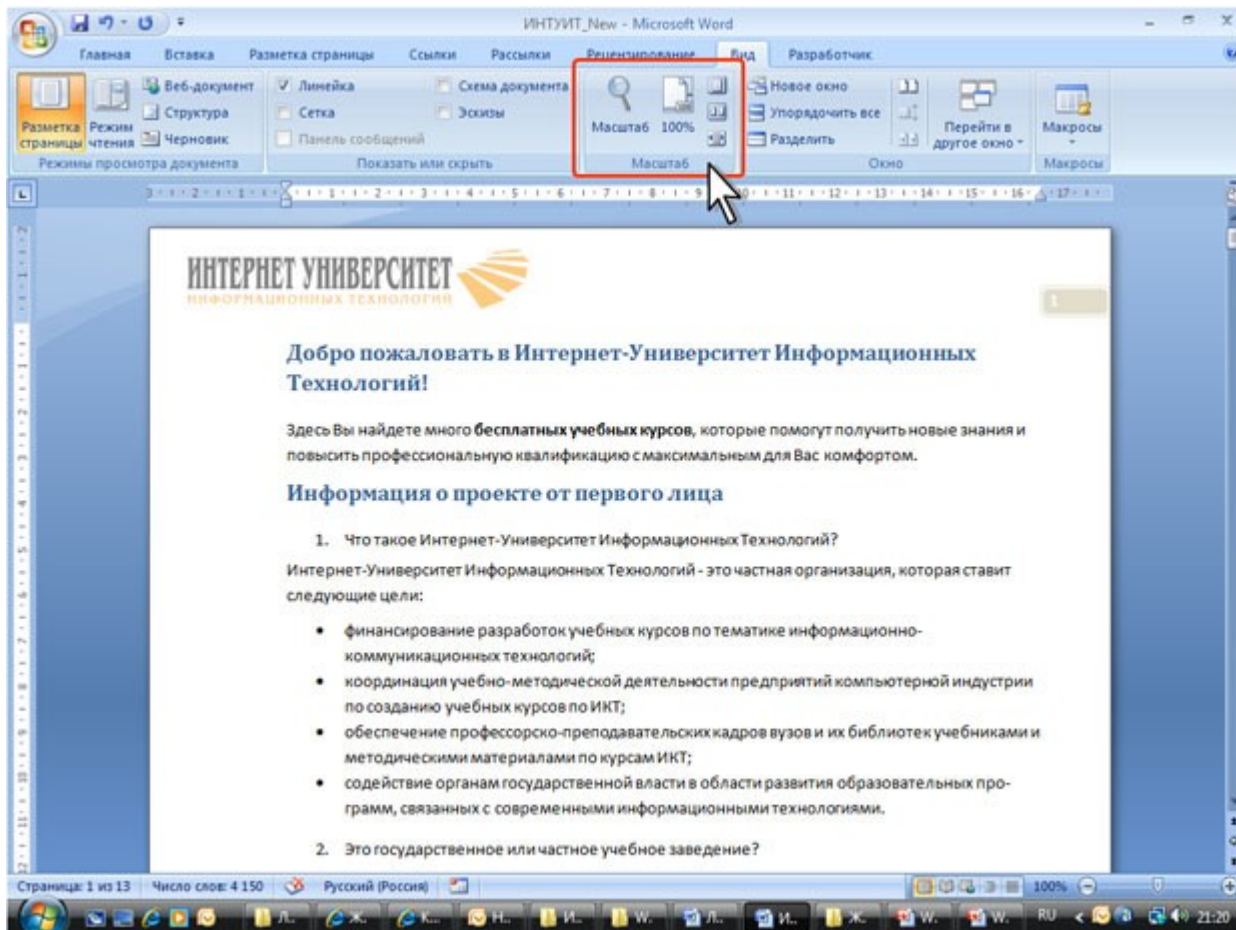 ИНТУИТ_New - Microsoft Word
Главная Вставка Разметка страницы Ссылки Рассылки Рецензирование Вид Разработчик
Разметка страницы
Режим чтения
Веб-документ
Структура
Черновик
Режимы просмотра документа
Линейка
Сетка
Панель сообщений
Схема документа
Эскизы
Показать или скрыть
Масштаб
100%
Масштаб
Новое окно
Упорядочить все
Разделить
Перейти в другое окно
Окно
Макросы
Макросы
ИНТЕРНЕТ УНИВЕРСИТЕТ
ИНФОРМАЦИОННЫХ ТЕХНОЛОГИЙ
1
Добро пожаловать в Интернет-Университет Информационных
Технологий!
Здесь Вы найдете много бесплатных учебных курсов, которые помогут получить новые знания и
повысить профессиональную квалификацию с максимальным для Вас комфортом.
Информация о проекте от первого лица
1. Что такое Интернет-Университет Информационных Технологий?
Интернет-Университет Информационных Технологий - это частная организация, которая ставит
следующие цели:
• финансирование разработок учебных курсов по тематике информационно-
коммуникационных технологий;
• координация учебно-методической деятельности предприятий компьютерной индустрии
по созданию учебных курсов по ИКТ;
• обеспечение профессорско-преподавательских кадров вузов и их библиотек учебниками и
методическими материалами по курсам ИКТ;
• содействие органам государственной власти в области развития образовательных про-
грамм, связанных с современными информационными технологиями.
2. Это государственное или частное учебное заведение?
Страница: 1 из 13 Число слов: 4 150 Русский (Россия) 100%
Л.. Ж.. К... Н.. И.. W.. Л.. И.. Ж.. W.. W.. RU 21:20